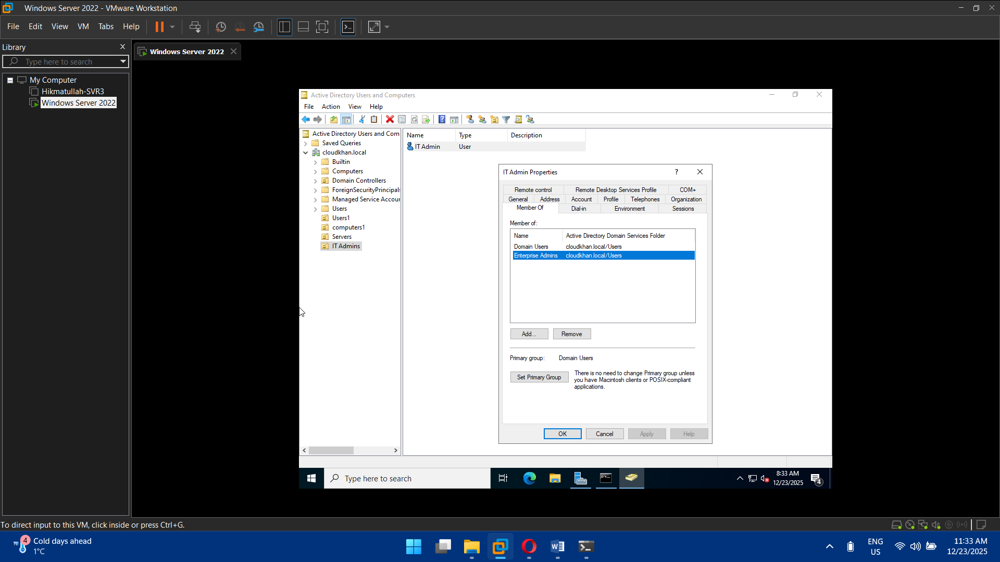 Windows Server 2022 - VMware Workstation
File Edit View VM Tabs Help
Library
Type here to search
My Computer
Hikmatullah-SVR3
Windows Server 2022
Windows Server 2022
Active Directory Users and Computers
File Action View Help
Active Directory Users and Com
Saved Queries
cloudkhan.local
Builtin
Computers
Domain Controllers
ForeignSecurityPrincipals
Managed Service Accour
Users
Users1
computers1
Servers
IT Admins
Name Type Description
IT Admin User
IT Admin Properties ?
Remote control Remote Desktop Services Profile COM+
General Address Account Profile Telephones Organization
Member Of Dial-in Environment Sessions
Member of:
Name Active Directory Domain Services Folder
Domain Users cloudkhan.local/Users
Enterprise Admins cloudkhan.local/Users
Add... Remove
Primary group: Domain Users
Set Primary Group
There is no need to change Primary group unless
you have Macintosh clients or POSIX-compliant
applications.
OK Cancel Apply Help
Type here to search
8:33 AM
12/23/2025
4
To direct input to this VM, click inside or press Ctrl+G.
4
Cold days ahead
1°C
ENG
US
11:33 AM
12/23/2025